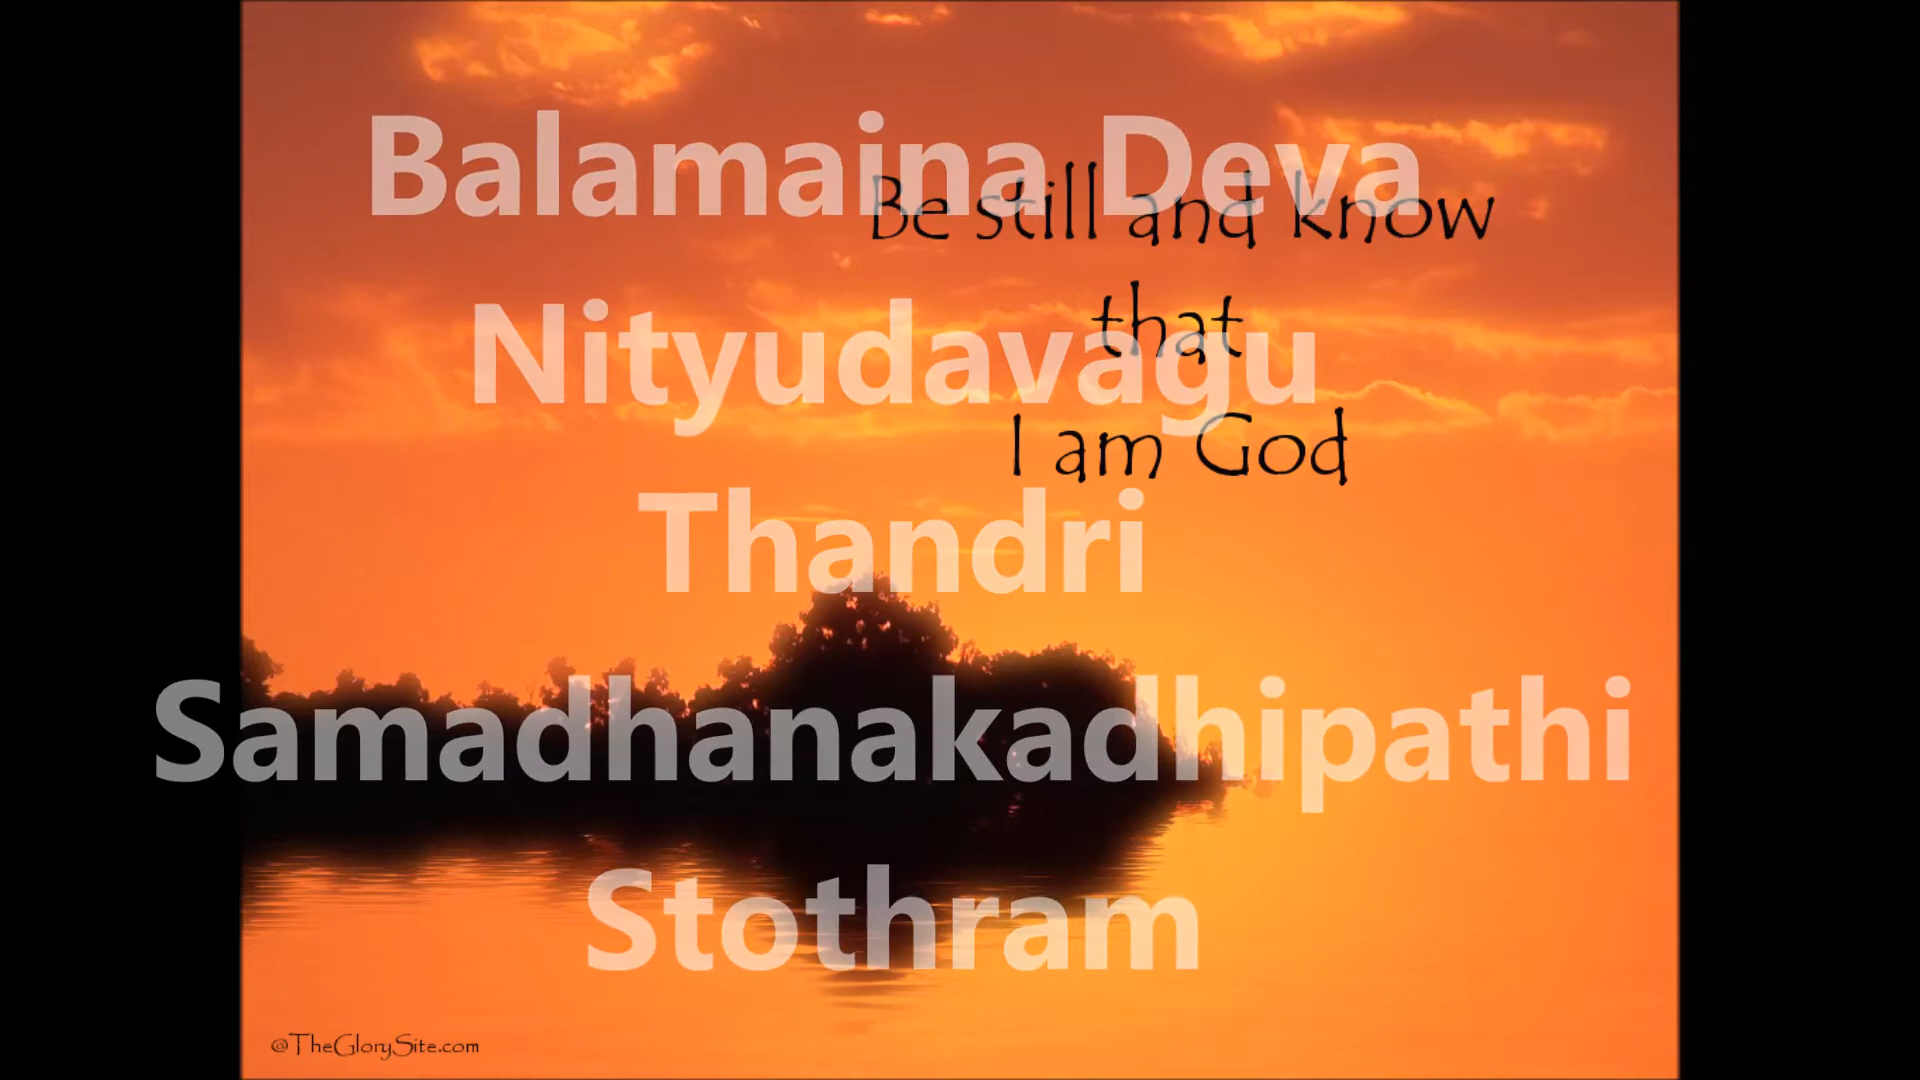 Balamaina Deva
Be still and know
Nityudavagu
that
I am God
Thandri
Samadhanakadhipathi
Stothram
@TheGlorySite.com